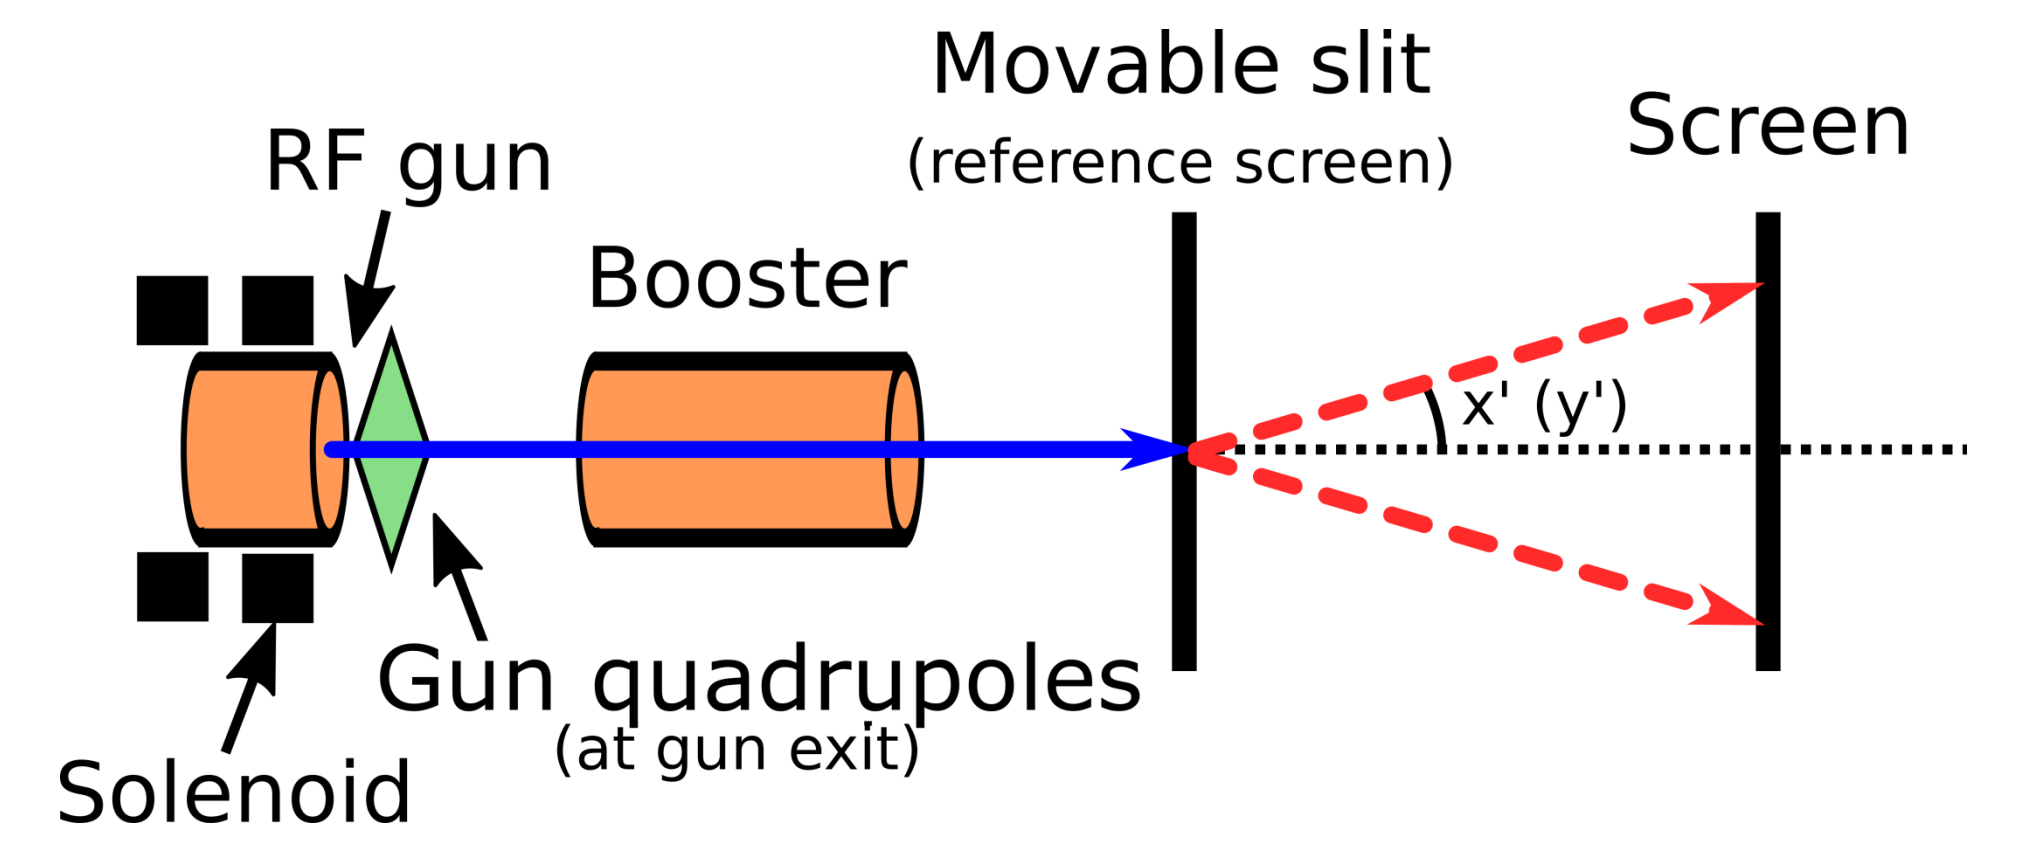 Movable slit
(reference screen)
Screen
RF gun
Booster
x' (y')
Gun quadrupoles
(at gun exit)
Solenoid